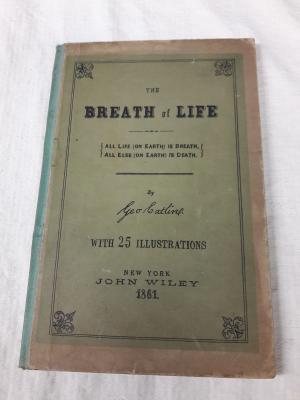 THE
BREATH of LIFE
ALL LIFE (ON EARTH) IS BREATH,
ALL ELSE (ON EARTH) IS DEATH.
By
Geo Catlin
WITH 25 ILLUSTRATIONS
NEW YORK
JOHN WILEY
1861.